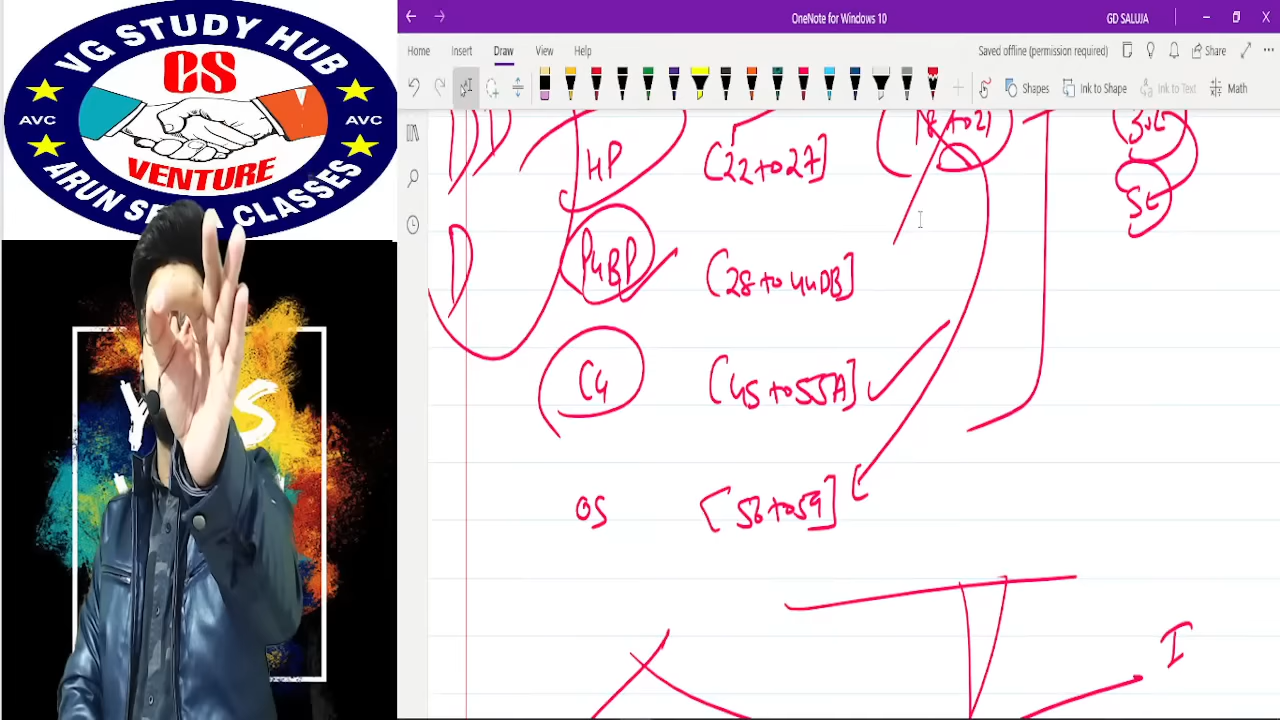 VG STUDY HUB
CS
AVC
AVC
VENTURE
CLASSES
OneNote for Windows 10
GD SALUJA
Home
Insert
Draw
View
Help
Saved offline (permission required)
Share
Shapes
Ink to Shape
Ink to Text
Math
DD
HP
[22 to 27]
D
PGBP
[28 to 44DB]
CG
[45 to 55A]
OS
[56 to 59]
I